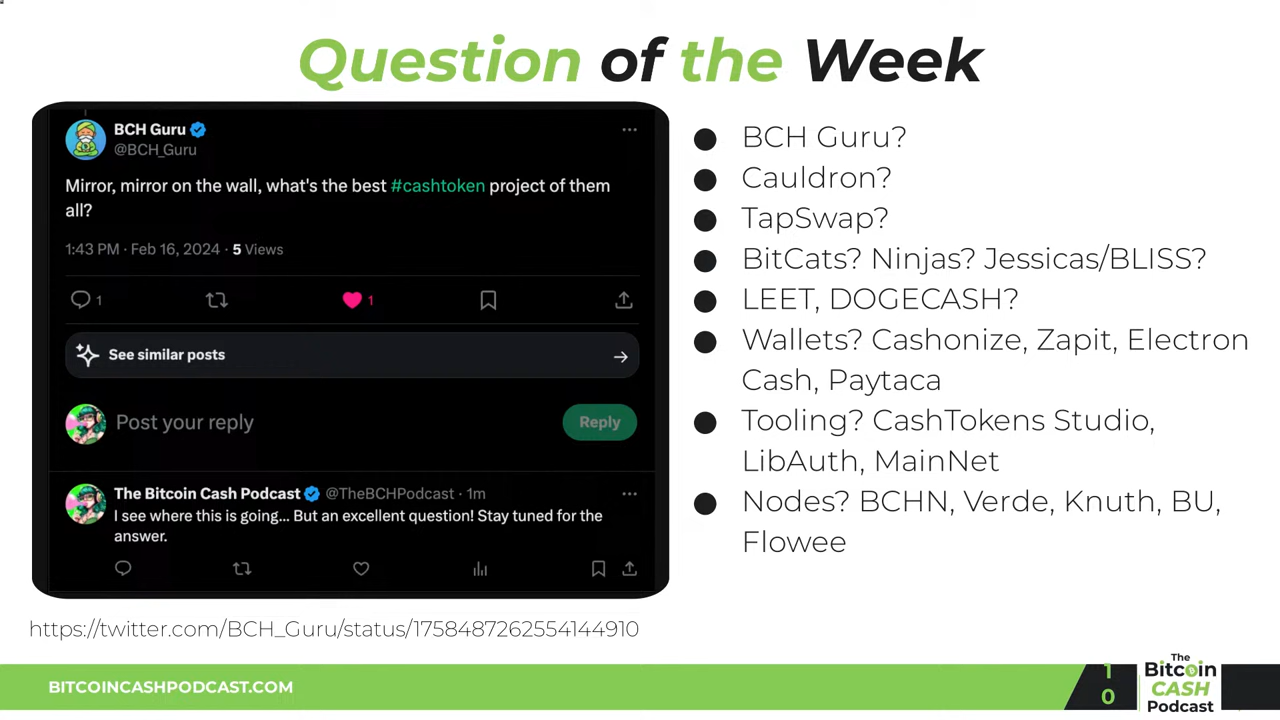 Question of the Week
BCH Guru
@BCH_Guru
Mirror, mirror on the wall, what's the best #cashtoken project of them
all?
1:43 PM · Feb 16, 2024 · 5 Views
1
1
See similar posts
Post your reply
Reply
The Bitcoin Cash Podcast @TheBCHPodcast · 1m
I see where this is going... But an excellent question! Stay tuned for the
answer.
https://twitter.com/BCH_Guru/status/1758487262554144910
● BCH Guru?
● Cauldron?
● TapSwap?
● BitCats? Ninjas? Jessicas/BLISS?
● LEET, DOGECASH?
● Wallets? Cashonize, Zapit, Electron
Cash, Paytaca
● Tooling? CashTokens Studio,
LibAuth, MainNet
● Nodes? BCHN, Verde, Knuth, BU,
Flowee
BITCOINCASHPODCAST.COM
1
0
The
Bitcoin
CASH
Podcast